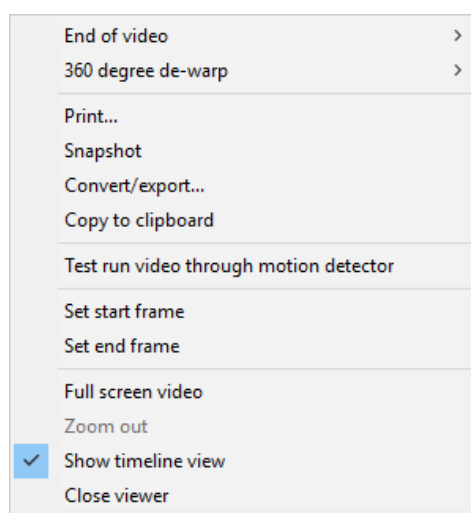 End of video
360 degree de-warp
Print...
Snapshot
Convert/export...
Copy to clipboard
Test run video through motion detector
Set start frame
Set end frame
Full screen video
Zoom out
Show timeline view
Close viewer